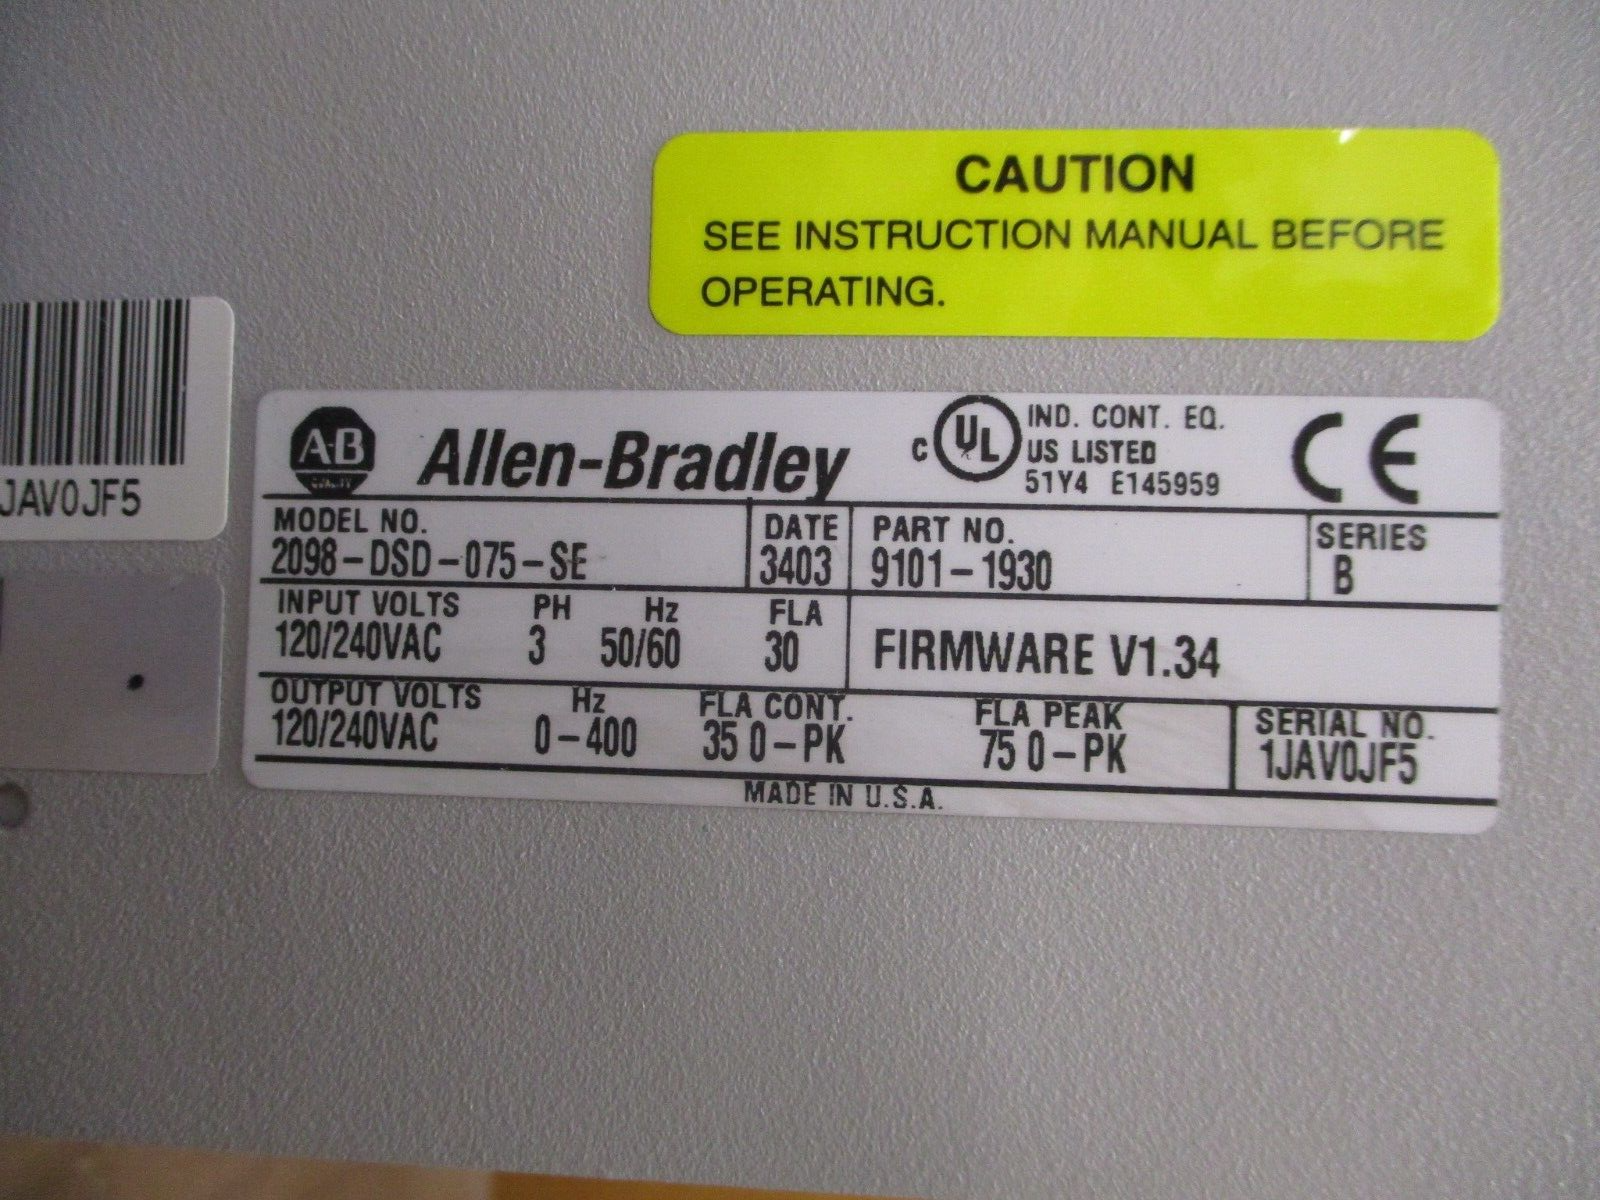 CAUTION
SEE INSTRUCTION MANUAL BEFORE
OPERATING.
JAV0JF5
A-B
QUALITY
Allen-Bradley
C UL US LISTED
IND. CONT. EQ.
51Y4 E145959
CE
MODEL NO. DATE PART NO. SERIES
2098-DSD-075-SE 3403 9101-1930 B
INPUT VOLTS PH Hz FLA
120/240VAC 3 50/60 30
FIRMWARE V1.34
OUTPUT VOLTS Hz FLA CONT. FLA PEAK SERIAL NO.
120/240VAC 0-400 35 0-PK 75 0-PK 1JAV0JF5
MADE IN U.S.A.